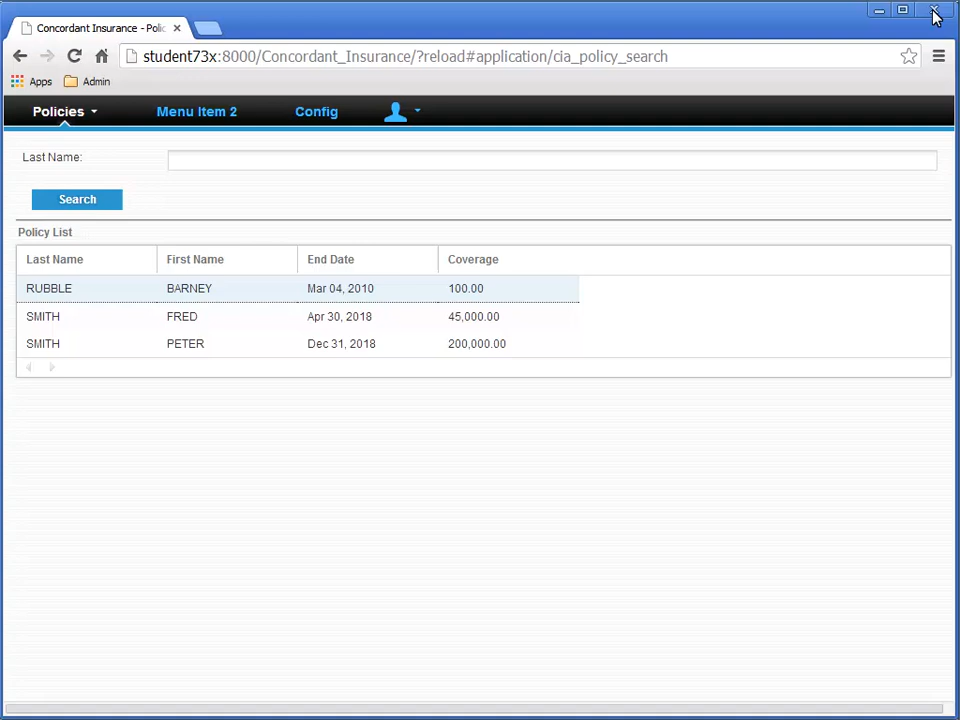 Concordant Insurance - Polic
student73x:8000/Concordant_Insurance/?reload#application/cia_policy_search
Apps Admin
Policies Menu Item 2 Config
Last Name:
Search
Policy List
Last Name First Name End Date Coverage
RUBBLE BARNEY Mar 04, 2010 100.00
SMITH FRED Apr 30, 2018 45,000.00
SMITH PETER Dec 31, 2018 200,000.00